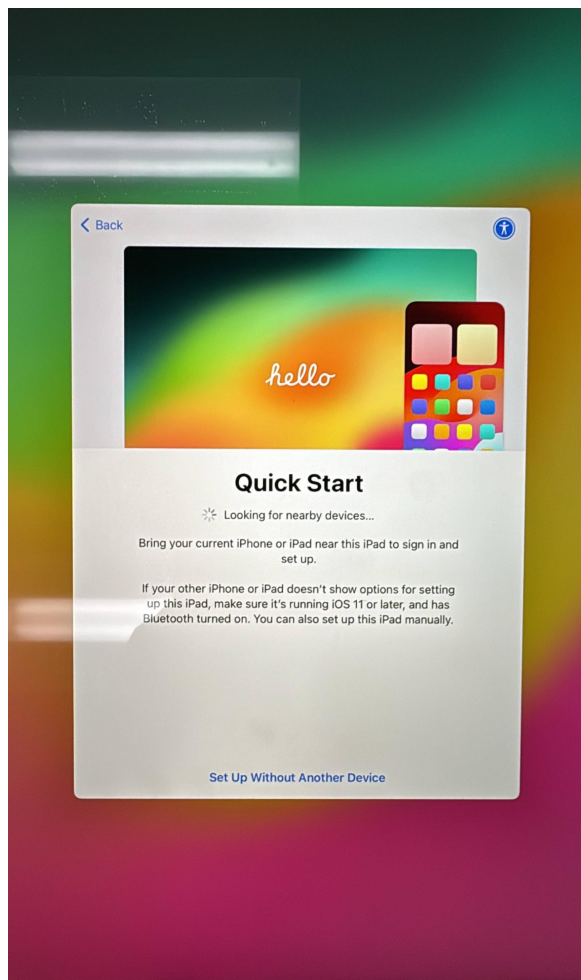 Back
hello
Quick Start
Looking for nearby devices...
Bring your current iPhone or iPad near this iPad to sign in and
set up.
If your other iPhone or iPad doesn't show options for setting
up this iPad, make sure it's running iOS 11 or later, and has
Bluetooth turned on. You can also set up this iPad manually.
Set Up Without Another Device